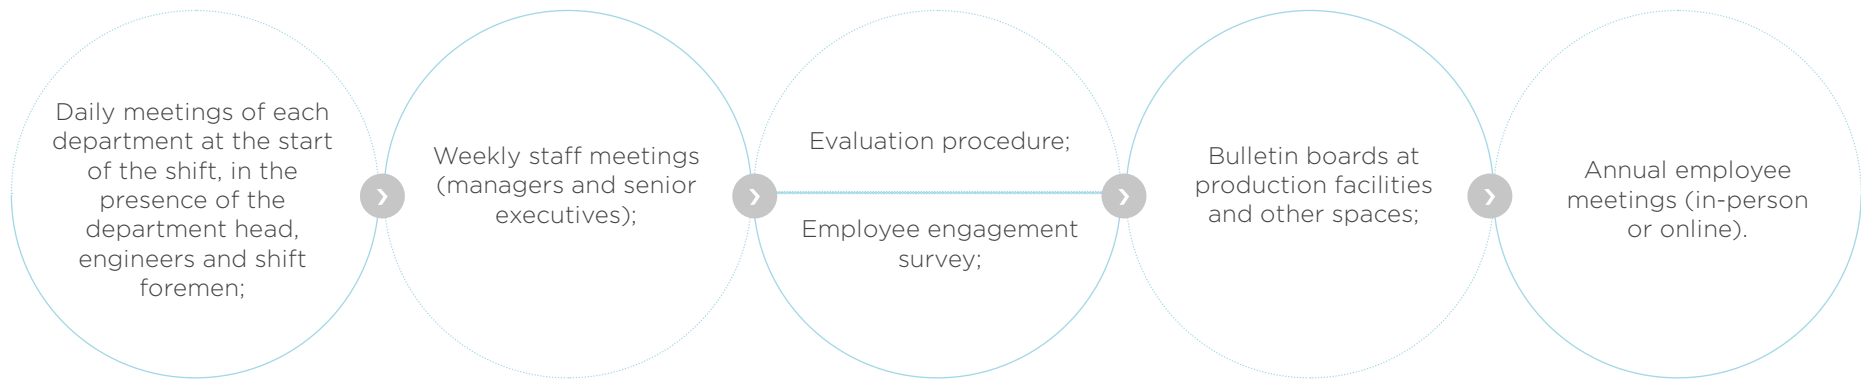 Daily meetings of each
department at the start
of the shift, in the
presence of the
department head,
engineers and shift
foremen;
Weekly staff meetings
(managers and senior
executives);
Evaluation procedure;
Employee engagement
survey;
Bulletin boards at
production facilities
and other spaces;
Annual employee
meetings (in-person
or online).